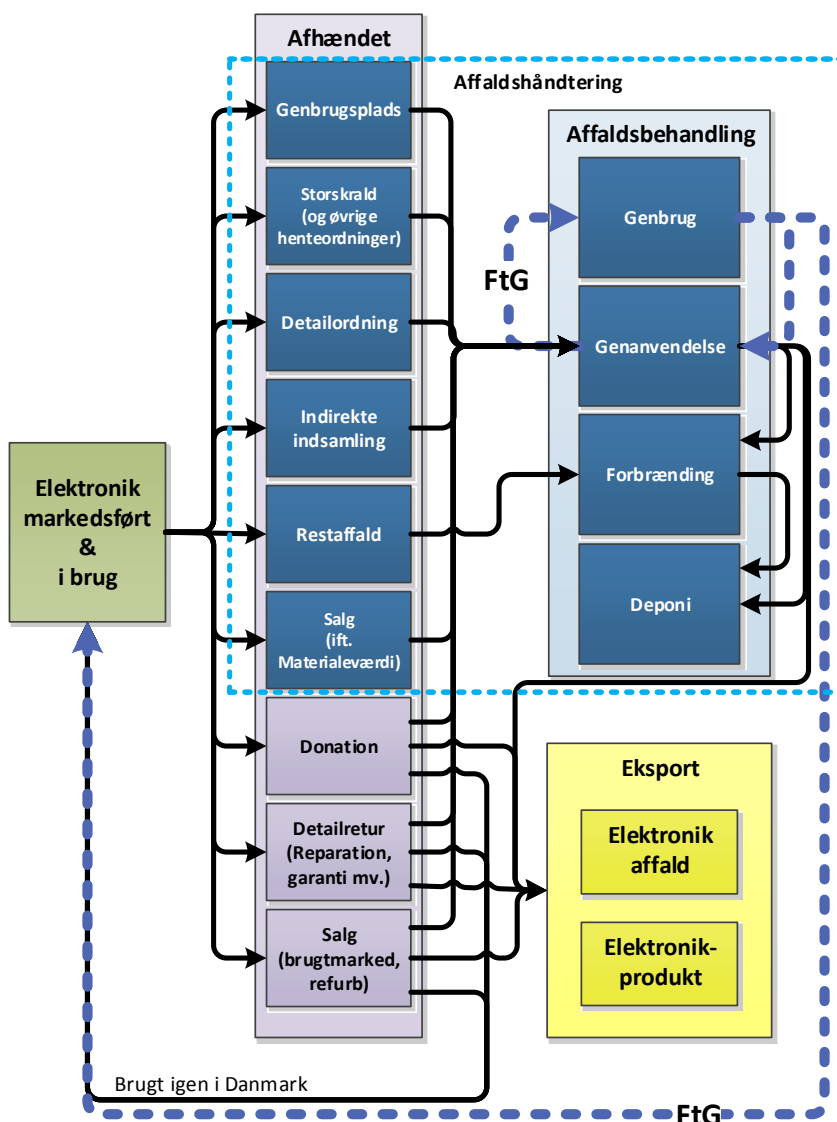 Afhændet
Affaldshåndtering
Genbrugsplads
Storskrald
(og øvrige
henteordninger)
Detailordning
Indirekte
indsamling
Restaffald
Salg
(ift.
Materialeværdi)
Donation
Detailretur
(Reparation,
garanti mv.)
Salg
(brugtmarked,
refurb)
Elektronik
markedsført
&
i brug
Affaldsbehandling
Genbrug
FtG
Genanvendelse
Forbrænding
Deponi
Eksport
Elektronik
affald
Elektronik-
produkt
Brugt igen i Danmark
FtG